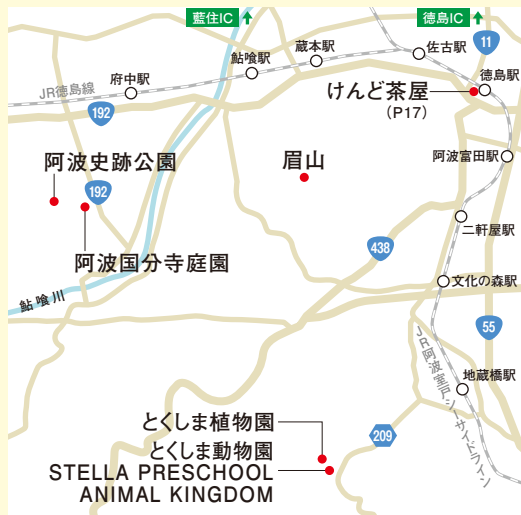 藍住IC
徳島IC
11
佐古駅
蔵本駅
鮎喰駅
徳島駅
府中駅
JR徳島線
けんど茶屋
(P17)
192
阿波富田駅
阿波史跡公園
眉山
192
二軒屋駅
阿波国分寺庭園
438
文化の森駅
鮎喰川
55
JR阿波室戸シーサイドライン
地蔵橋駅
とくしま植物園
209
とくしま動物園
STELLA PRESCHOOL
ANIMAL KINGDOM